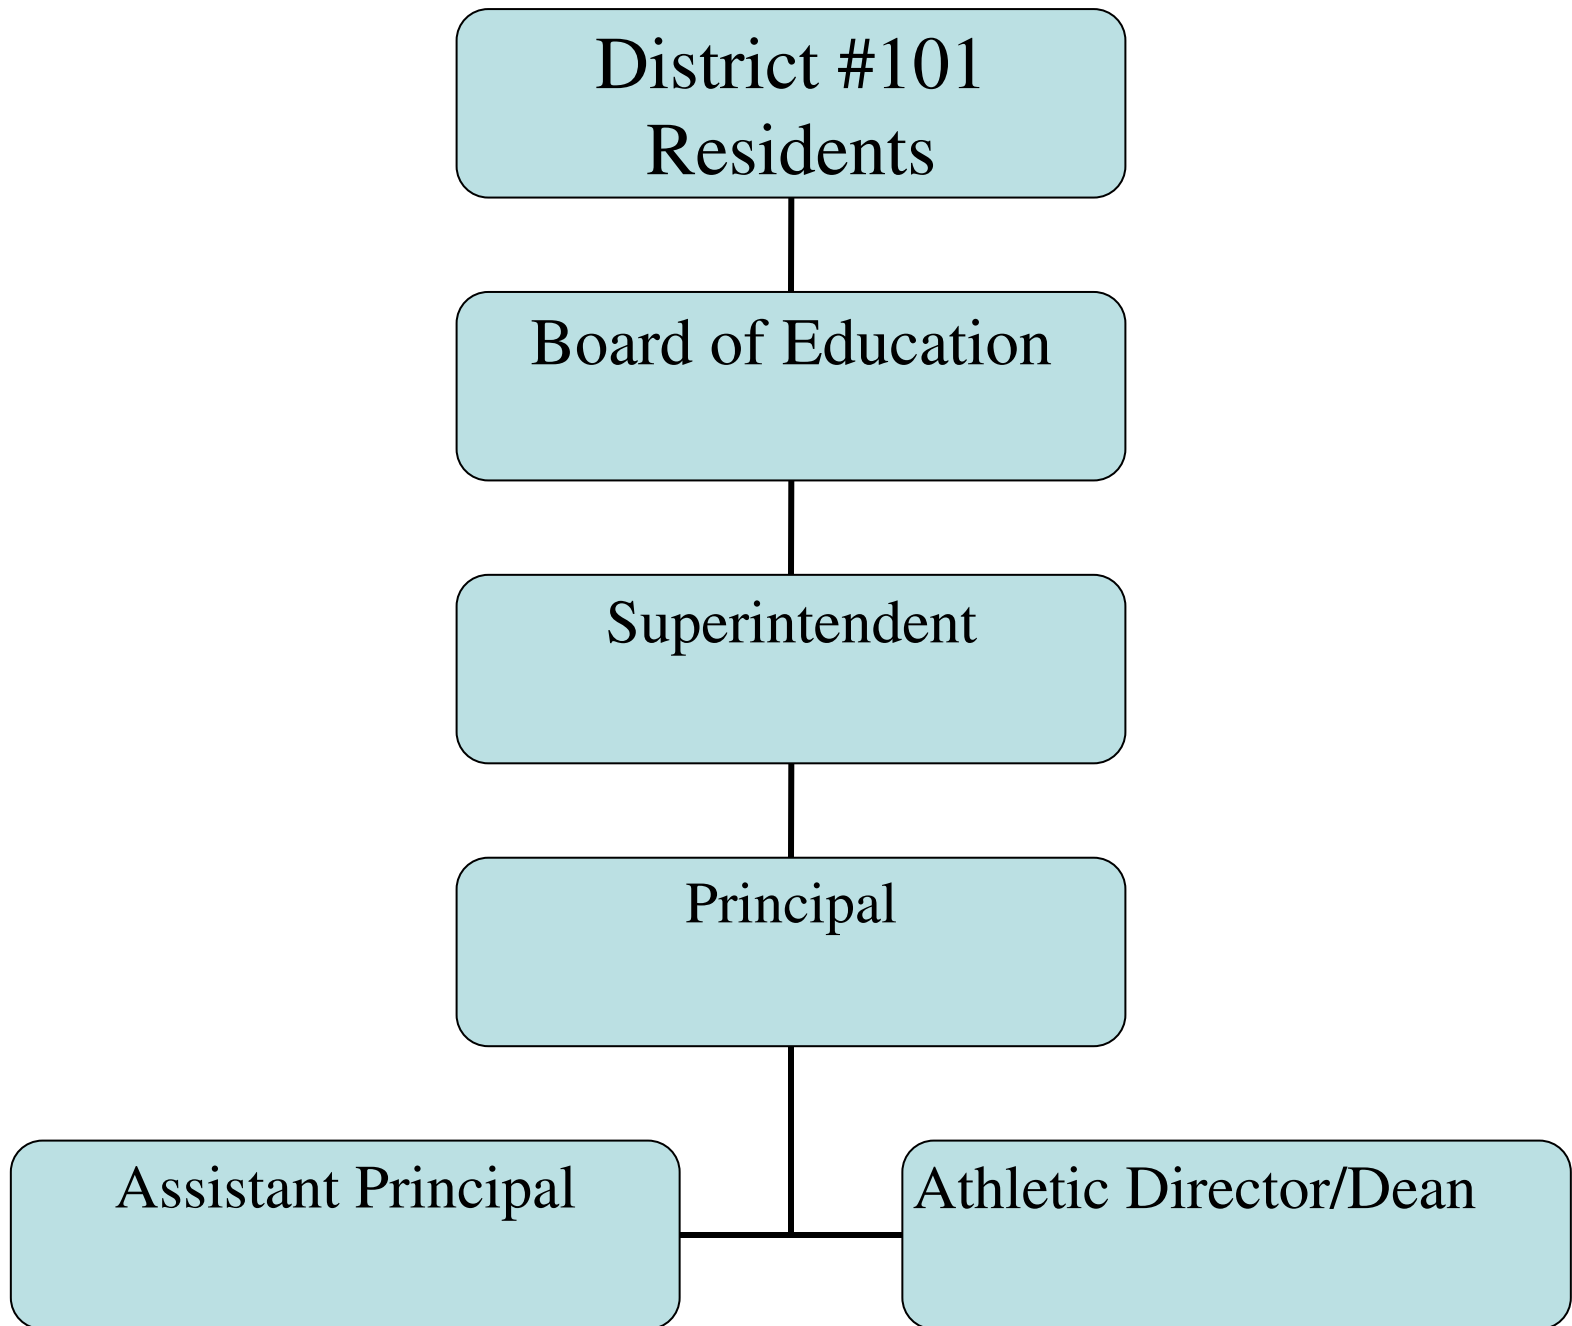 District #101
Residents
Board of Education
Superintendent
Principal
Assistant Principal
Athletic Director/Dean